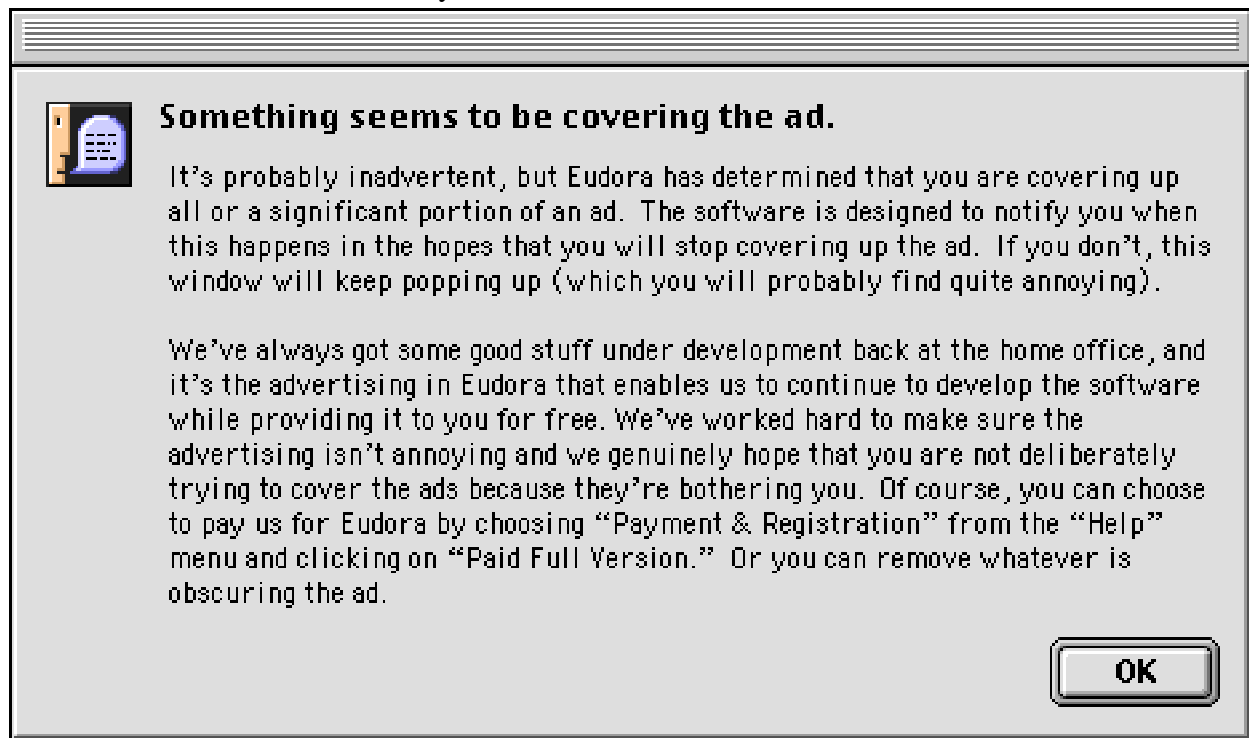 Something seems to be covering the ad.
It’s probably inadvertent, but Eudora has determined that you are covering up
all or a significant portion of an ad.  The software is designed to notify you when
this happens in the hopes that you will stop covering up the ad.  If you don’t, this
window will keep popping up (which you will probably find quite annoying).
We’ve always got some good stuff under development back at the home office, and
it’s the advertising in Eudora that enables us to continue to develop the software
while providing it to you for free. We’ve worked hard to make sure the
advertising isn’t annoying and we genuinely hope that you are not deliberately
trying to cover the ads because they’re bothering you.  Of course, you can choose
to pay us for Eudora by choosing “Payment & Registration” from the “Help”
menu and clicking on “Paid Full Version.”  Or you can remove whatever is
obscuring the ad.
OK